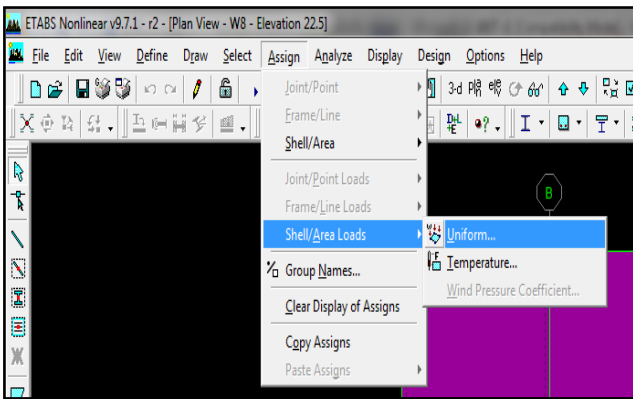 ETABS Nonlinear v9.7.1 - r2 - [Plan View - W8 - Elevation 22.5]
File Edit View Define Draw Select Assign Analyze Display Design Options Help
3-d
Joint/Point
Frame/Line
Shell/Area
Joint/Point Loads
Frame/Line Loads
Shell/Area Loads
Uniform...
Temperature...
Wind Pressure Coefficient...
Group Names...
Clear Display of Assigns
Copy Assigns
Paste Assigns
B